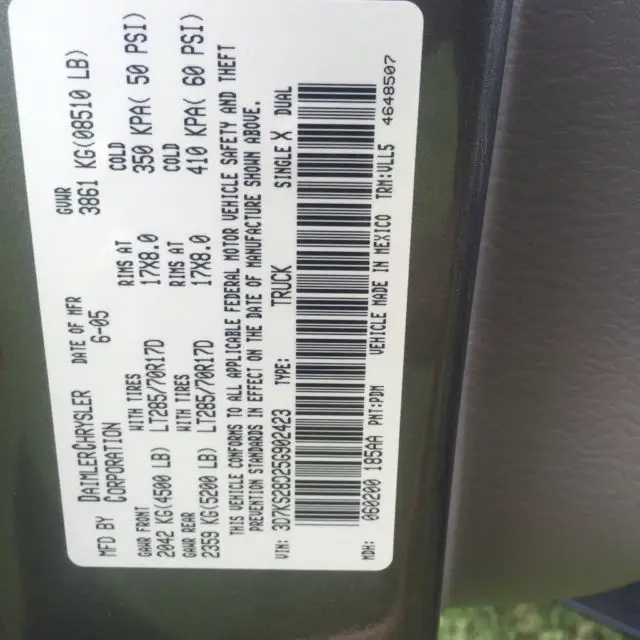 MFD BY DAIMLERCHRYSLER CORPORATION DATE OF MFR 6-05 GVWR 3861 KG(08510 LB)
GAWR FRONT WITH TIRES RIMS AT COLD
2042 KG(4500 LB) LT285/70R17D 17X8.0 350 KPA( 50 PSI)
GAWR REAR WITH TIRES RIMS AT COLD
2359 KG(5200 LB) LT285/70R17D 17X8.0 410 KPA( 60 PSI)
THIS VEHICLE CONFORMS TO ALL APPLICABLE FEDERAL MOTOR VEHICLE SAFETY AND THEFT
PREVENTION STANDARDS IN EFFECT ON THE DATE OF MANUFACTURE SHOWN ABOVE.
VIN: 3D7KS28D25G902423 TYPE: TRUCK SINGLE X DUAL
MDH: 060200 185AA PNT:PDM VEHICLE MADE IN MEXICO TRM:VLL5 4648507